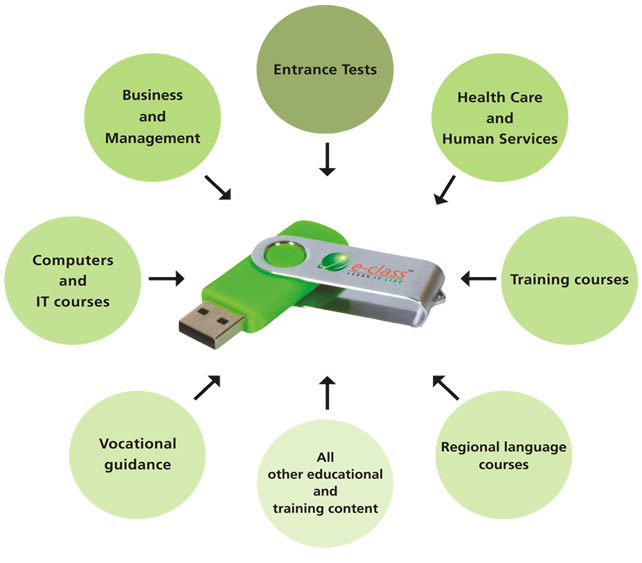 Entrance Tests
Business
and
Management
Health Care
and
Human Services
Computers
and
IT courses
e-class™
LEARN IT LIVE
Training courses
Vocational
guidance
All
other educational
and
training content
Regional language
courses